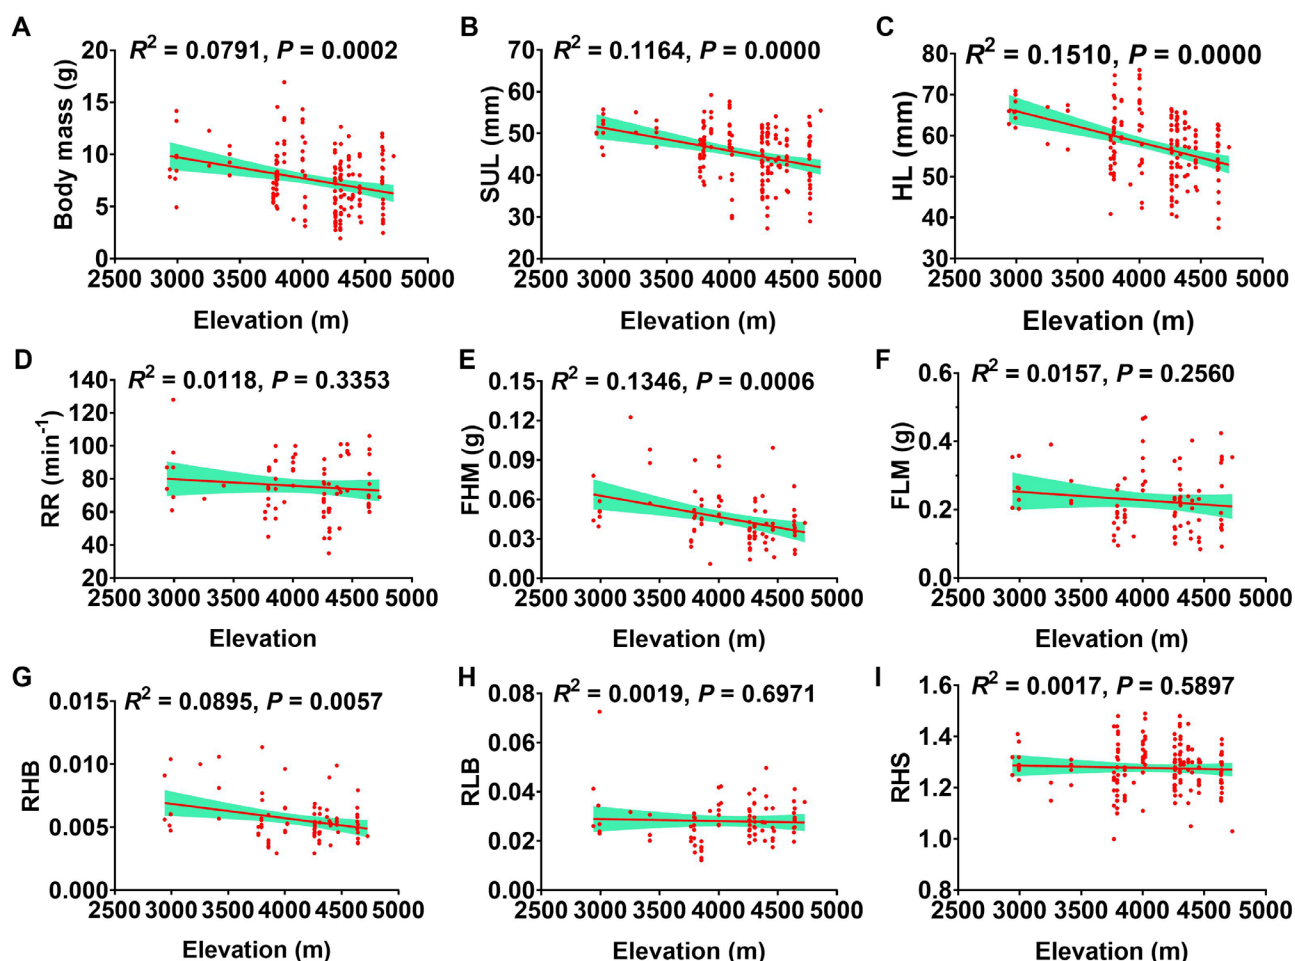 A
R² = 0.0791, P = 0.0002
Body mass (g)
20
15
10
5
0
2500 3000 3500 4000 4500 5000
Elevation (m)
B
R² = 0.1164, P = 0.0000
SUL (mm)
70
60
50
40
30
20
2500 3000 3500 4000 4500 5000
Elevation (m)
C
R² = 0.1510, P = 0.0000
HL (mm)
80
70
60
50
40
30
2500 3000 3500 4000 4500 5000
Elevation (m)
D
R² = 0.0118, P = 0.3353
RR (min⁻¹)
140
120
100
80
60
40
20
2500 3000 3500 4000 4500 5000
Elevation
E
R² = 0.1346, P = 0.0006
FHM (g)
0.15
0.12
0.09
0.06
0.03
0.00
2500 3000 3500 4000 4500 5000
Elevation (m)
F
R² = 0.0157, P = 0.2560
FLM (g)
0.6
0.4
0.2
0.0
2500 3000 3500 4000 4500 5000
Elevation (m)
G
R² = 0.0895, P = 0.0057
RHB
0.015
0.010
0.005
0.000
2500 3000 3500 4000 4500 5000
Elevation (m)
H
R² = 0.0019, P = 0.6971
RLB
0.08
0.06
0.04
0.02
0.00
2500 3000 3500 4000 4500 5000
Elevation (m)
I
R² = 0.0017, P = 0.5897
RHS
1.6
1.4
1.2
1.0
0.8
2500 3000 3500 4000 4500 5000
Elevation (m)